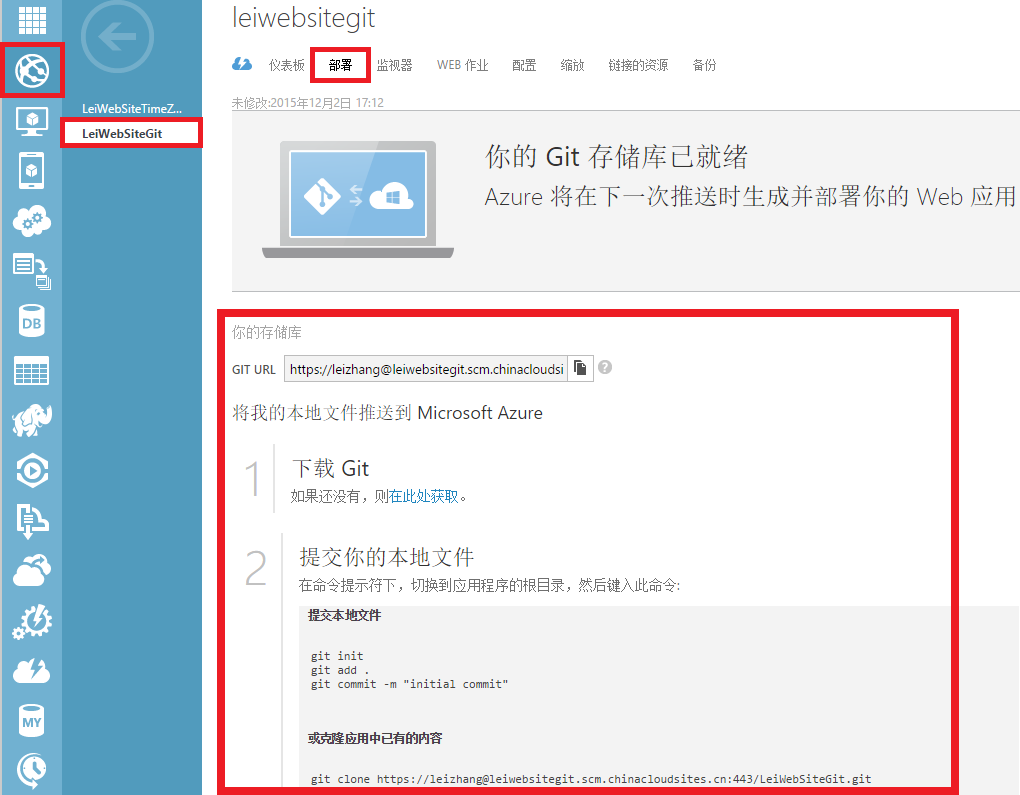 leiwebsitegit
仪表板 部署 监视器 WEB 作业 配置 缩放 链接的资源 备份
LeiWebSiteTimeZ...
LeiWebSiteGit
未修改:2015年12月2日 17:12
你的 Git 存储库已就绪
Azure 将在下一次推送时生成并部署你的 Web 应用
你的存储库
GIT URL https://leizhang@leiwebsitegit.scm.chinacloudsi
?
将我的本地文件推送到 Microsoft Azure
1
下载 Git
如果还没有，则在此处获取。
2
提交你的本地文件
在命令提示符下，切换到应用程序的根目录，然后键入此命令:
提交本地文件
git init
git add .
git commit -m "initial commit"
或克隆应用中已有的内容
git clone https://leizhang@leiwebsitegit.scm.chinacloudsites.cn:443/LeiWebSiteGit.git
DB
MY